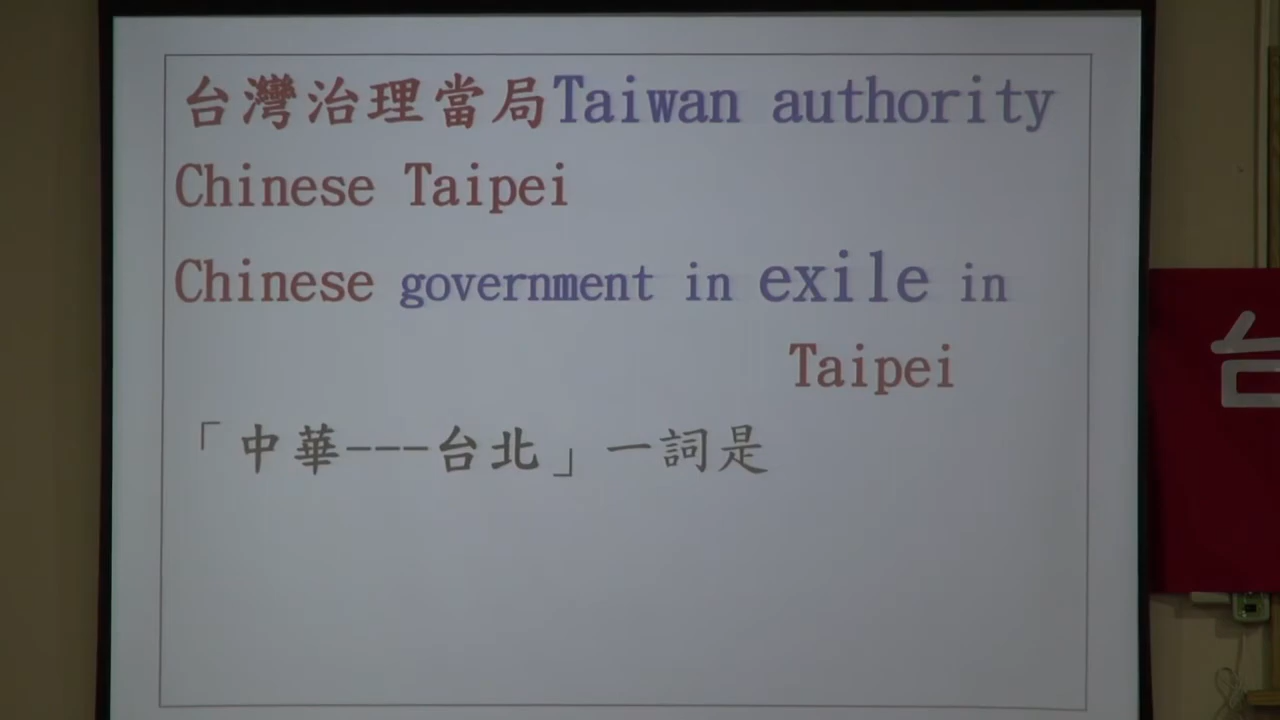 台灣治理當局Taiwan authority
Chinese Taipei
Chinese government in exile in
Taipei
「中華---台北」一詞是
台